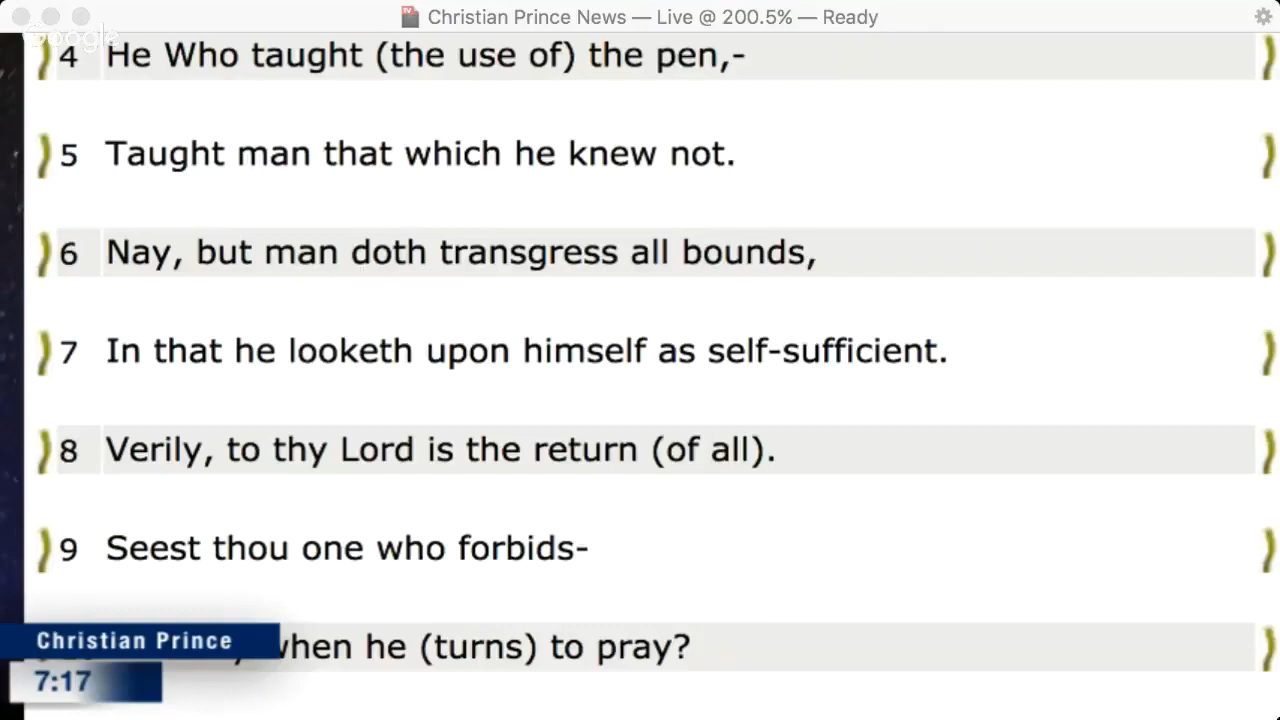 Christian Prince News — Live @ 200.5% — Ready
Google
4 He Who taught (the use of) the pen,-
5 Taught man that which he knew not.
6 Nay, but man doth transgress all bounds,
7 In that he looketh upon himself as self-sufficient.
8 Verily, to thy Lord is the return (of all).
9 Seest thou one who forbids-
when he (turns) to pray?
Christian Prince
7:17